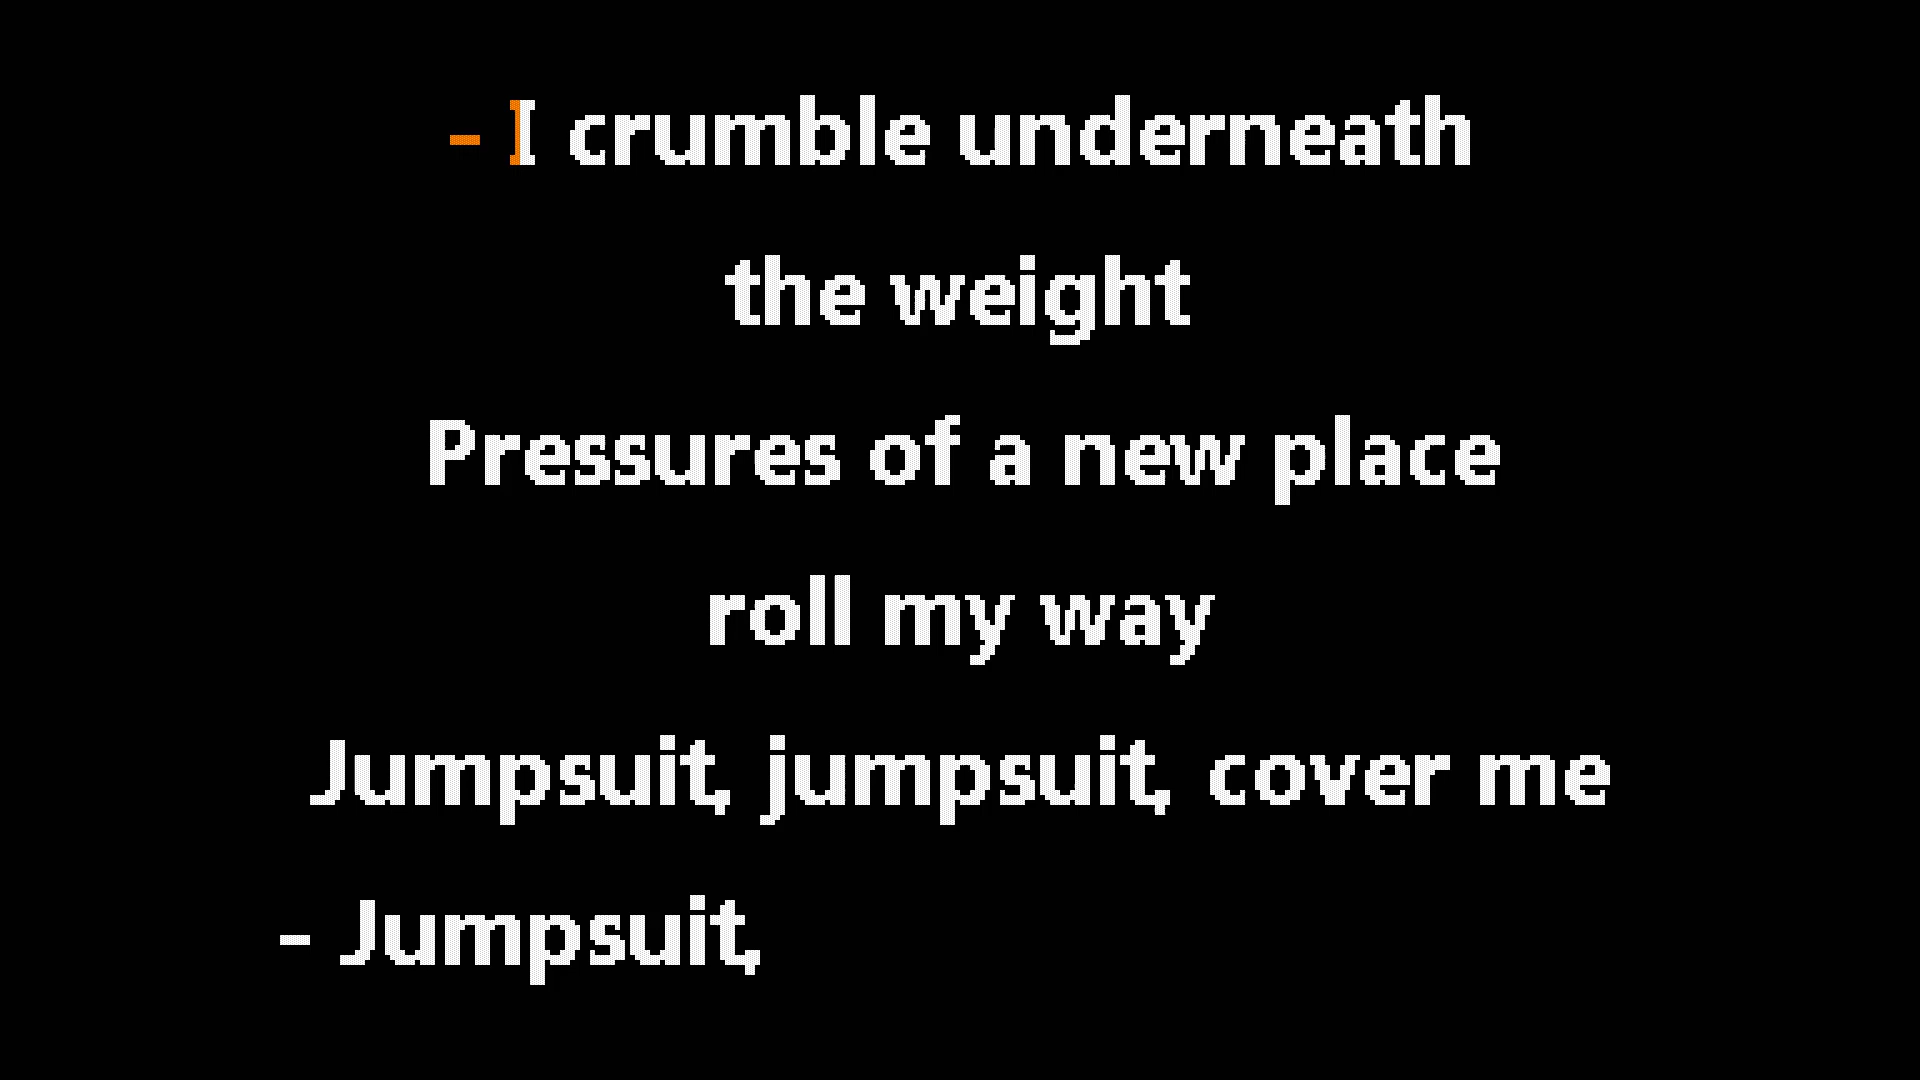 - I crumble underneath
the weight
Pressures of a new place
roll my way
Jumpsuit, jumpsuit, cover me
- Jumpsuit,